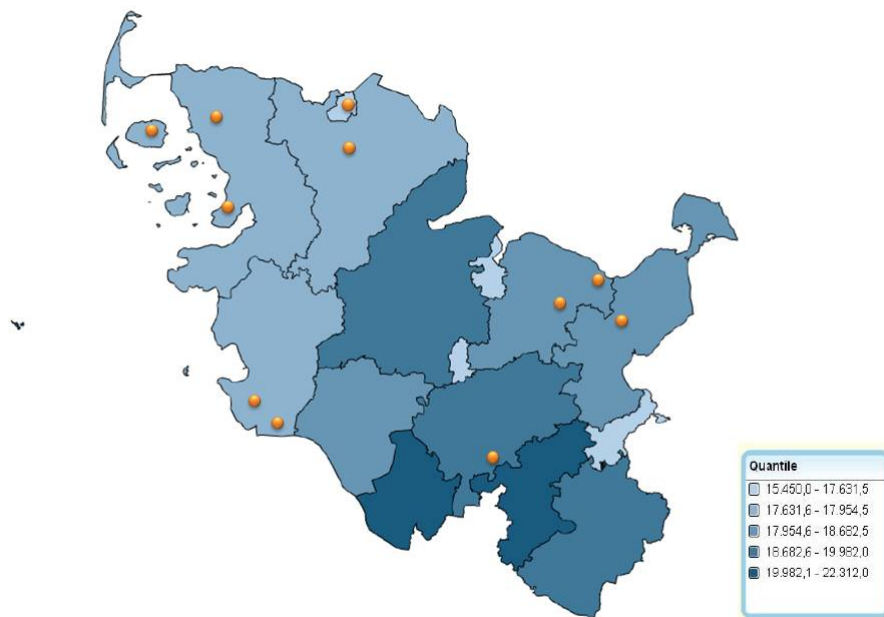 Quantile
15.450,0 - 17.631,5
17.631,6 - 17.954,5
17.954,6 - 18.682,5
18.682,6 - 19.982,0
19.982,1 - 22.312,0